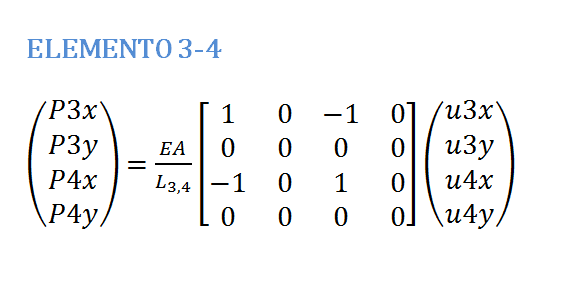 ELEMENTO 3-4
P3x 1 0 −1 0 u3x
P3y EA 0 0 0 0 u3y
=
P4x L3,4 −1 0 1 0 u4x
P4y 0 0 0 0 u4y